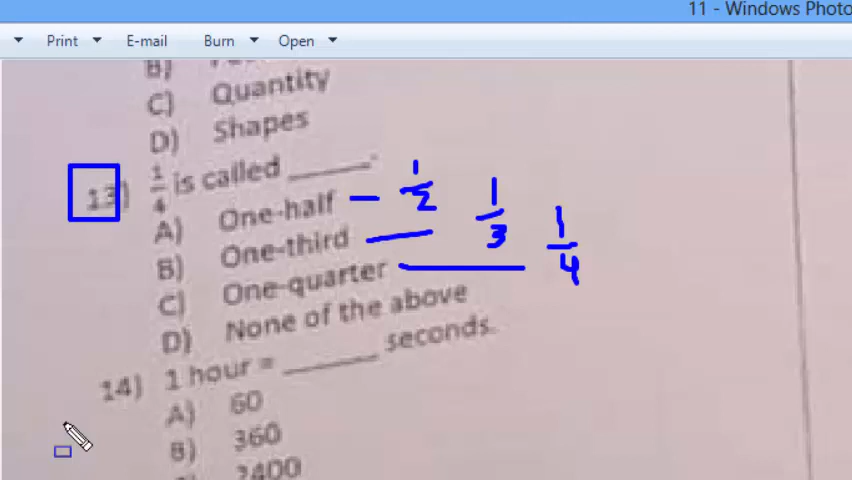 11 - Windows Photo
Print E-mail Burn Open
B)
C) Quantity
D) Shapes
13) 1/4 is called ______.
A) One-half — 1/2
B) One-third — 1/3
C) One-quarter — 1/4
D) None of the above
14) 1 hour = ______ seconds.
A) 60
B) 360
2400